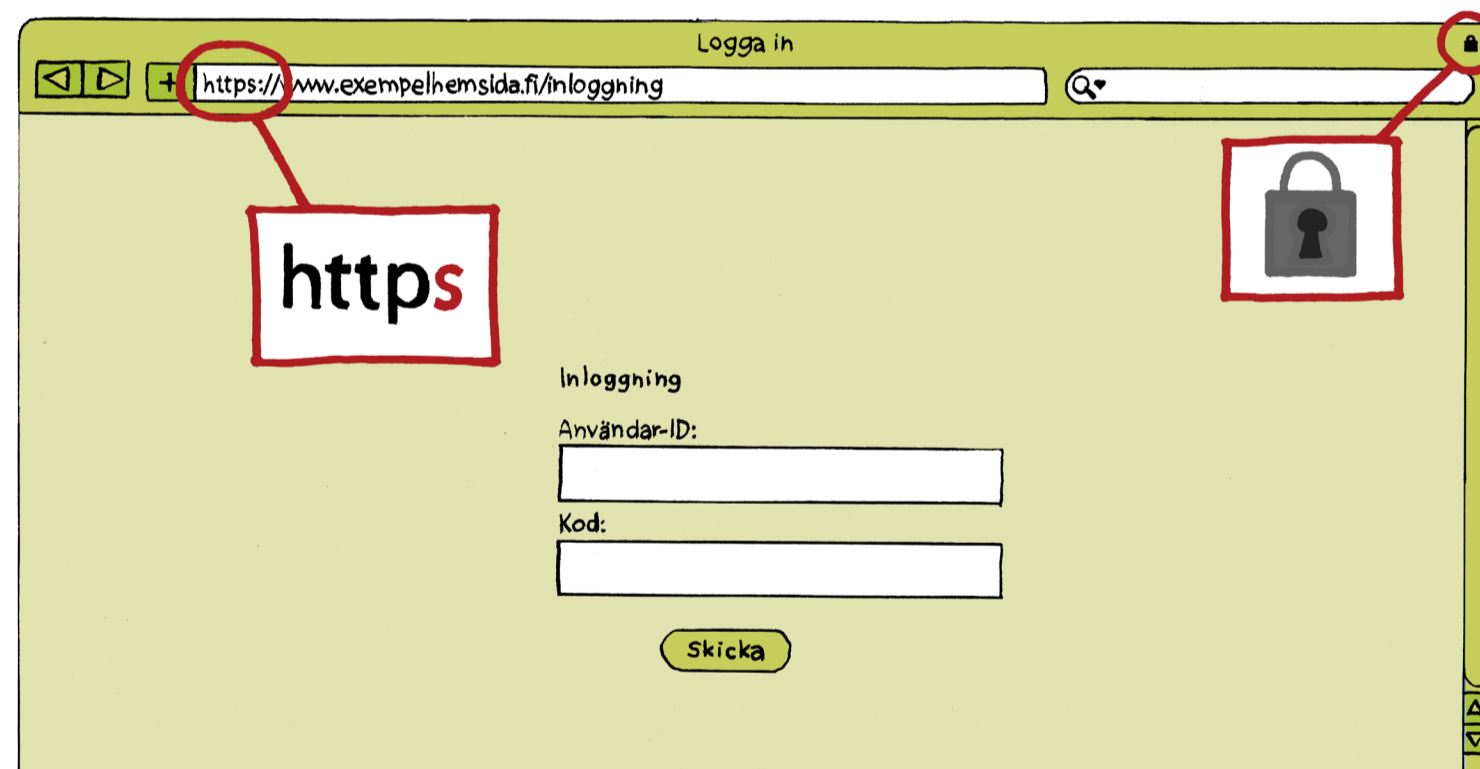 Logga in
https://www.exempelhemsida.fi/inloggning
https
Inloggning
Användar-ID:
Kod:
Skicka